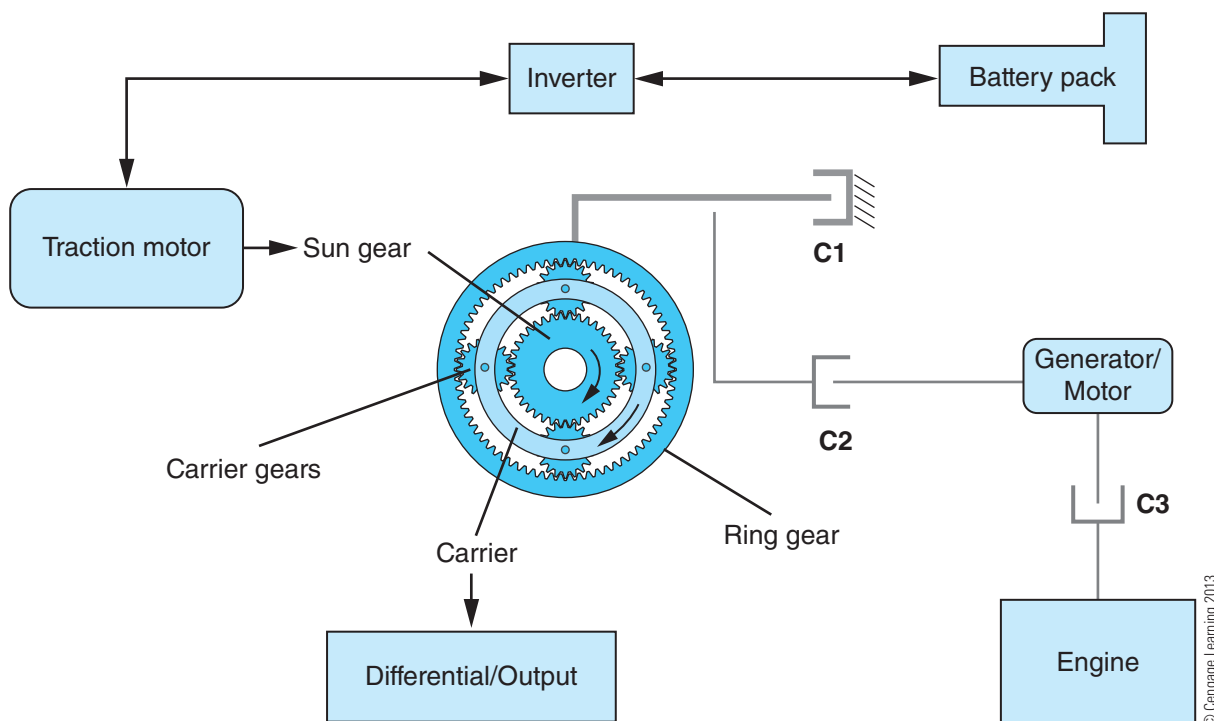 Inverter
Battery pack
Traction motor
Sun gear
C1
Generator/
Motor
C2
Carrier gears
C3
Ring gear
Carrier
Differential/Output
Engine
© Cengage Learning 2013